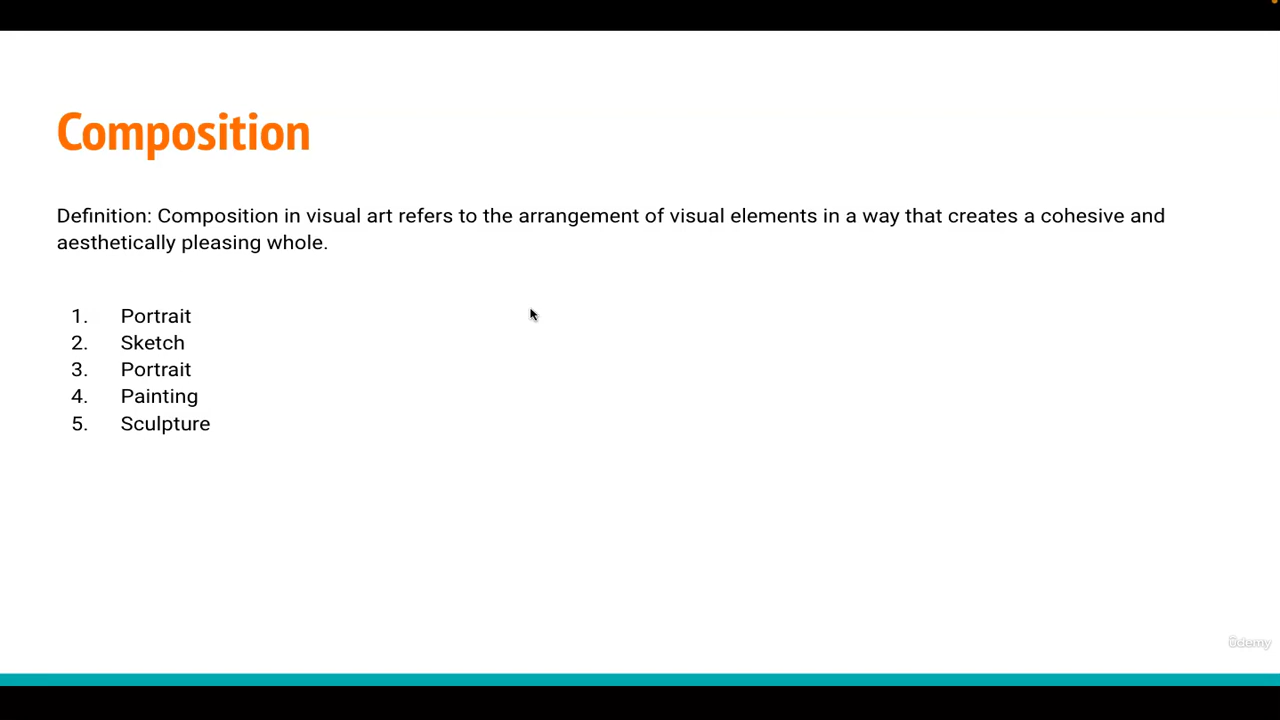 Composition
Definition: Composition in visual art refers to the arrangement of visual elements in a way that creates a cohesive and
aesthetically pleasing whole.
1. Portrait
2. Sketch
3. Portrait
4. Painting
5. Sculpture
ûdemy